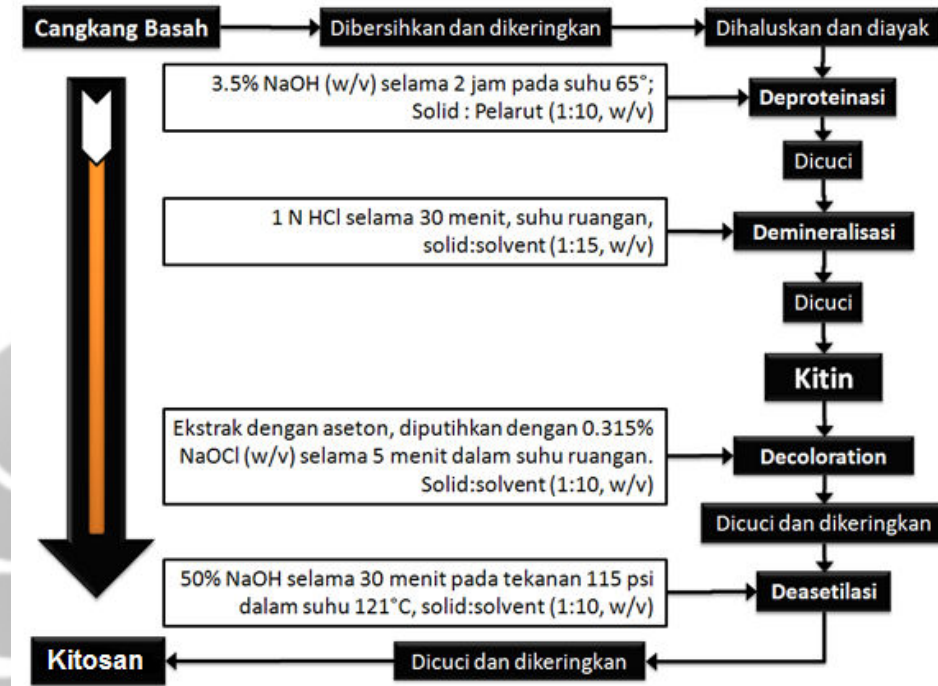 Cangkang Basah
Dibersihkan dan dikeringkan
Dihaluskan dan diayak
3.5% NaOH (w/v) selama 2 jam pada suhu 65°;
Solid : Pelarut (1:10, w/v)
Deproteinasi
Dicuci
1 N HCl selama 30 menit, suhu ruangan,
solid:solvent (1:15, w/v)
Demineralisasi
Dicuci
Kitin
Ekstrak dengan aseton, diputihkan dengan 0.315%
NaOCl (w/v) selama 5 menit dalam suhu ruangan.
Solid:solvent (1:10, w/v)
Decoloration
Dicuci dan dikeringkan
50% NaOH selama 30 menit pada tekanan 115 psi
dalam suhu 121°C, solid:solvent (1:10, w/v)
Deasetilasi
Dicuci dan dikeringkan
Kitosan